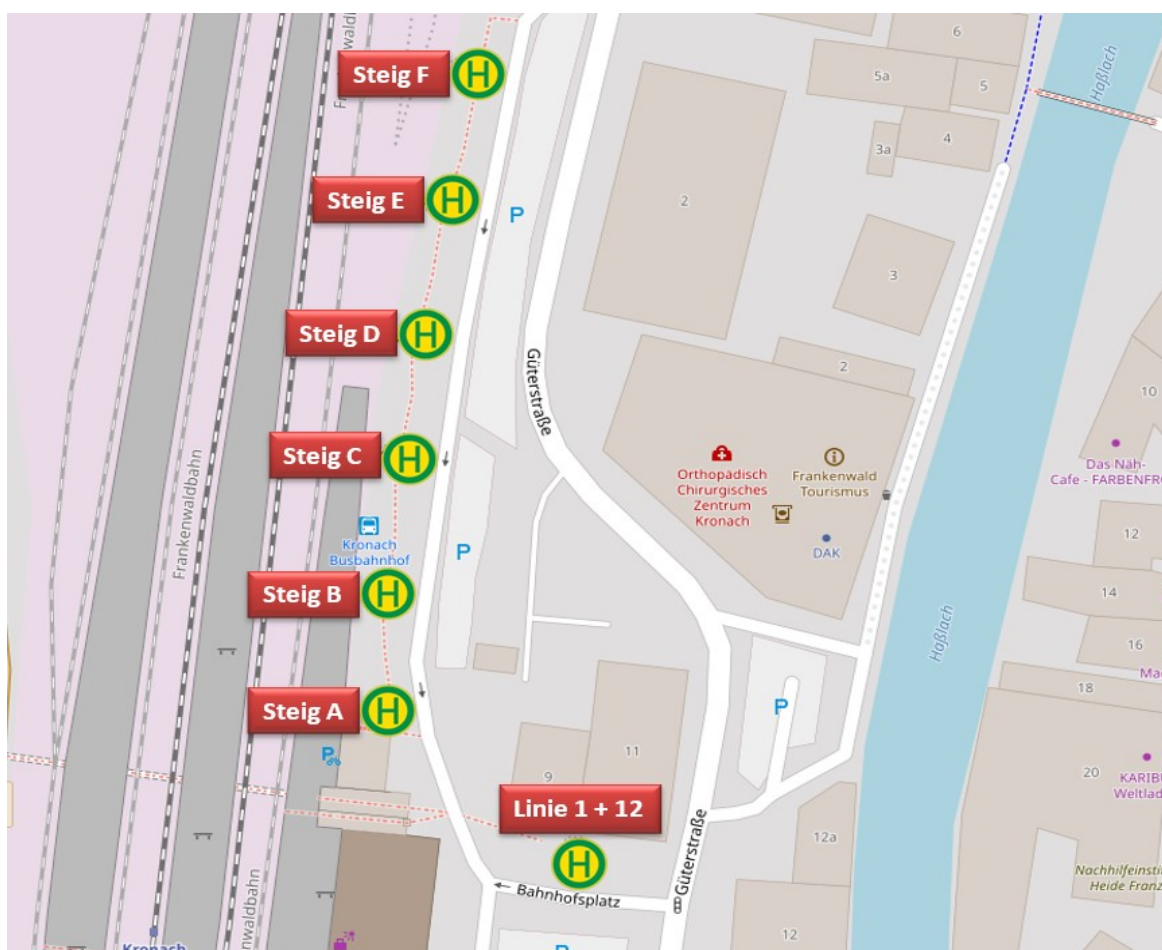 6
Haßlach
Steig F
H
5a
5
4
3a
Steig E
H
2
P
3
Steig D
H
Güterstraße
2
10
Steig C
H
Frankenwaldbahn
Orthopädisch
Chirurgisches
Zentrum
Kronach
Frankenwald
Tourismus
Das Näh-
Cafe - FARBENFR
DAK
Kronach
Busbahnhof
P
12
Steig B
H
14
Haßlach
16
Steig A
H
18
P
P
11
9
20
KARIBU
Weltlad
Linie 1 + 12
H
12a
Güterstraße
Nachhilfeinstit
Heide Franz
Bahnhofsplatz
nwaldbahn
12
Kronach
P